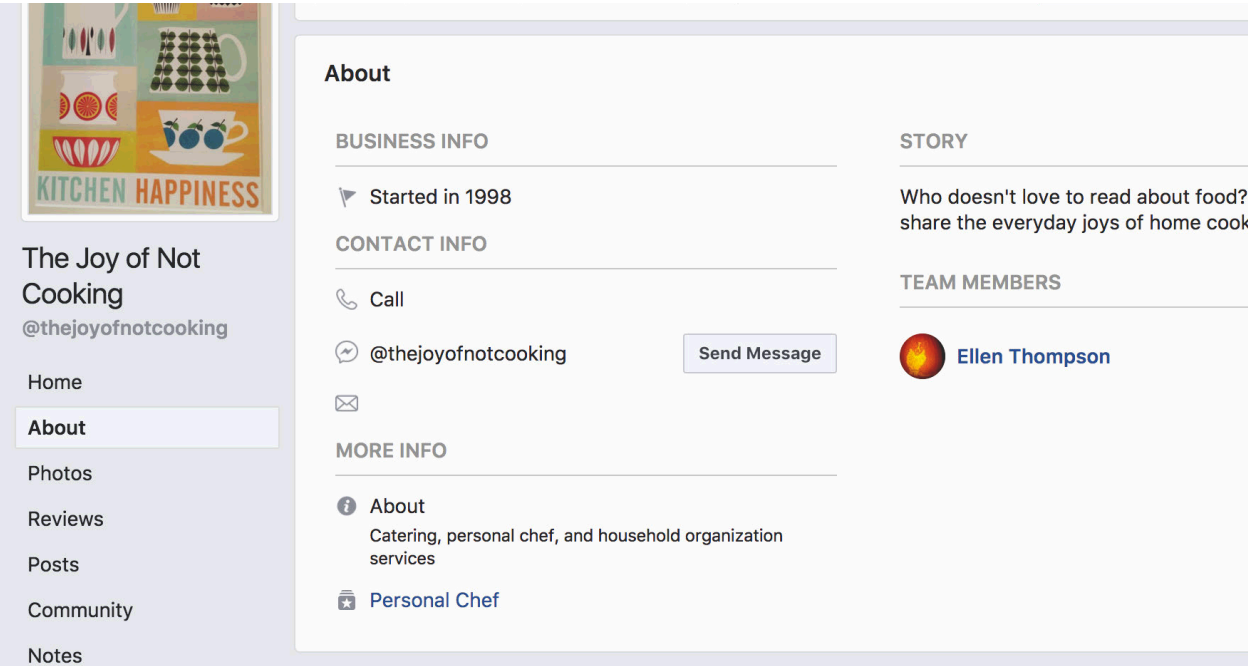 KITCHEN HAPPINESS
The Joy of Not
Cooking
@thejoyofnotcooking
Home
About
Photos
Reviews
Posts
Community
Notes
About
BUSINESS INFO
Started in 1998
CONTACT INFO
Call
@thejoyofnotcooking
Send Message
MORE INFO
About
Catering, personal chef, and household organization
services
Personal Chef
STORY
Who doesn't love to read about food?
share the everyday joys of home cook
TEAM MEMBERS
Ellen Thompson